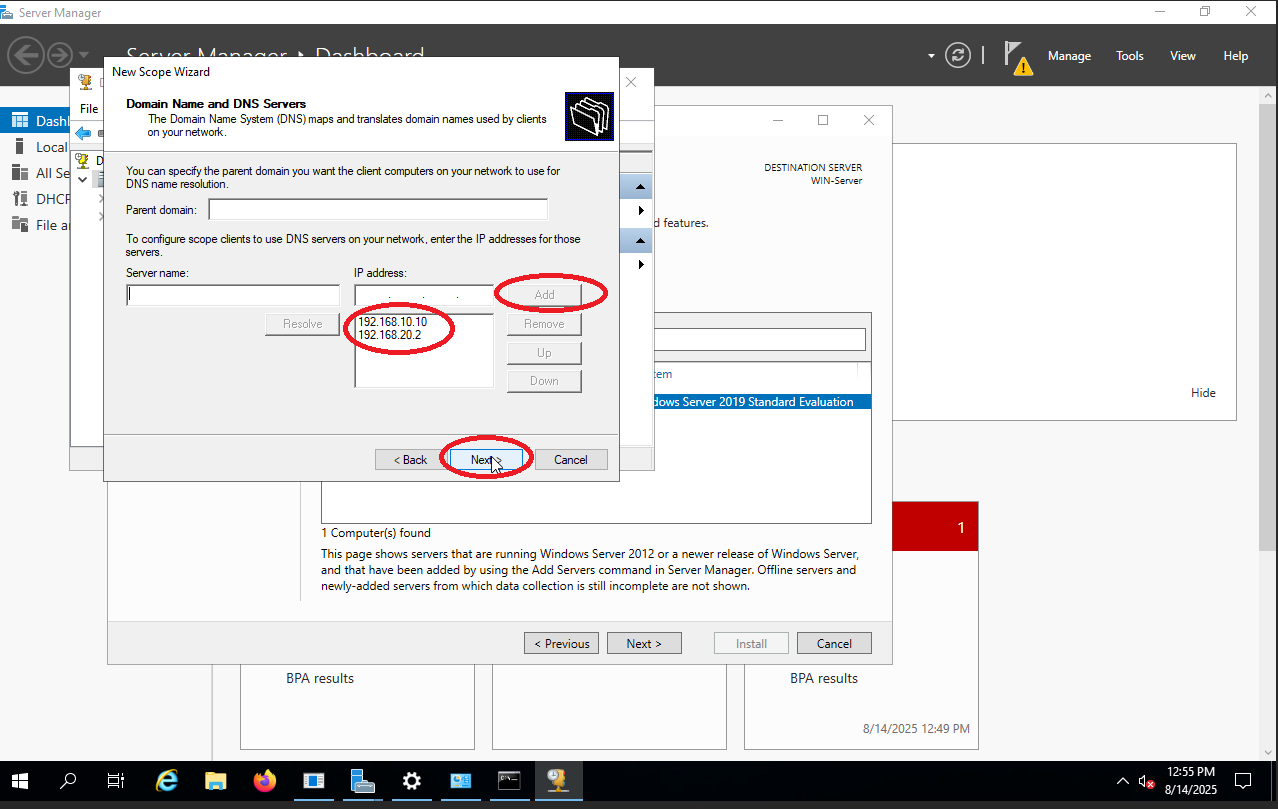 Server Manager
Server Manager • Dashboard
Manage
Tools
View
Help
New Scope Wizard
File
Domain Name and DNS Servers
The Domain Name System (DNS) maps and translates domain names used by clients
on your network.
Dash
Local
All Se
DHCP
File a
D
You can specify the parent domain you want the client computers on your network to use for
DNS name resolution.
Parent domain:
To configure scope clients to use DNS servers on your network, enter the IP addresses for those
servers.
Server name:
IP address:
Add
Resolve
192.168.10.10
192.168.20.2
Remove
Up
Down
< Back
Next >
Cancel
DESTINATION SERVER
WIN-Server
d features.
tem
dows Server 2019 Standard Evaluation
Hide
1 Computer(s) found
This page shows servers that are running Windows Server 2012 or a newer release of Windows Server,
and that have been added by using the Add Servers command in Server Manager. Offline servers and
newly-added servers from which data collection is still incomplete are not shown.
1
< Previous
Next >
Install
Cancel
BPA results
BPA results
8/14/2025 12:49 PM
12:55 PM
8/14/2025